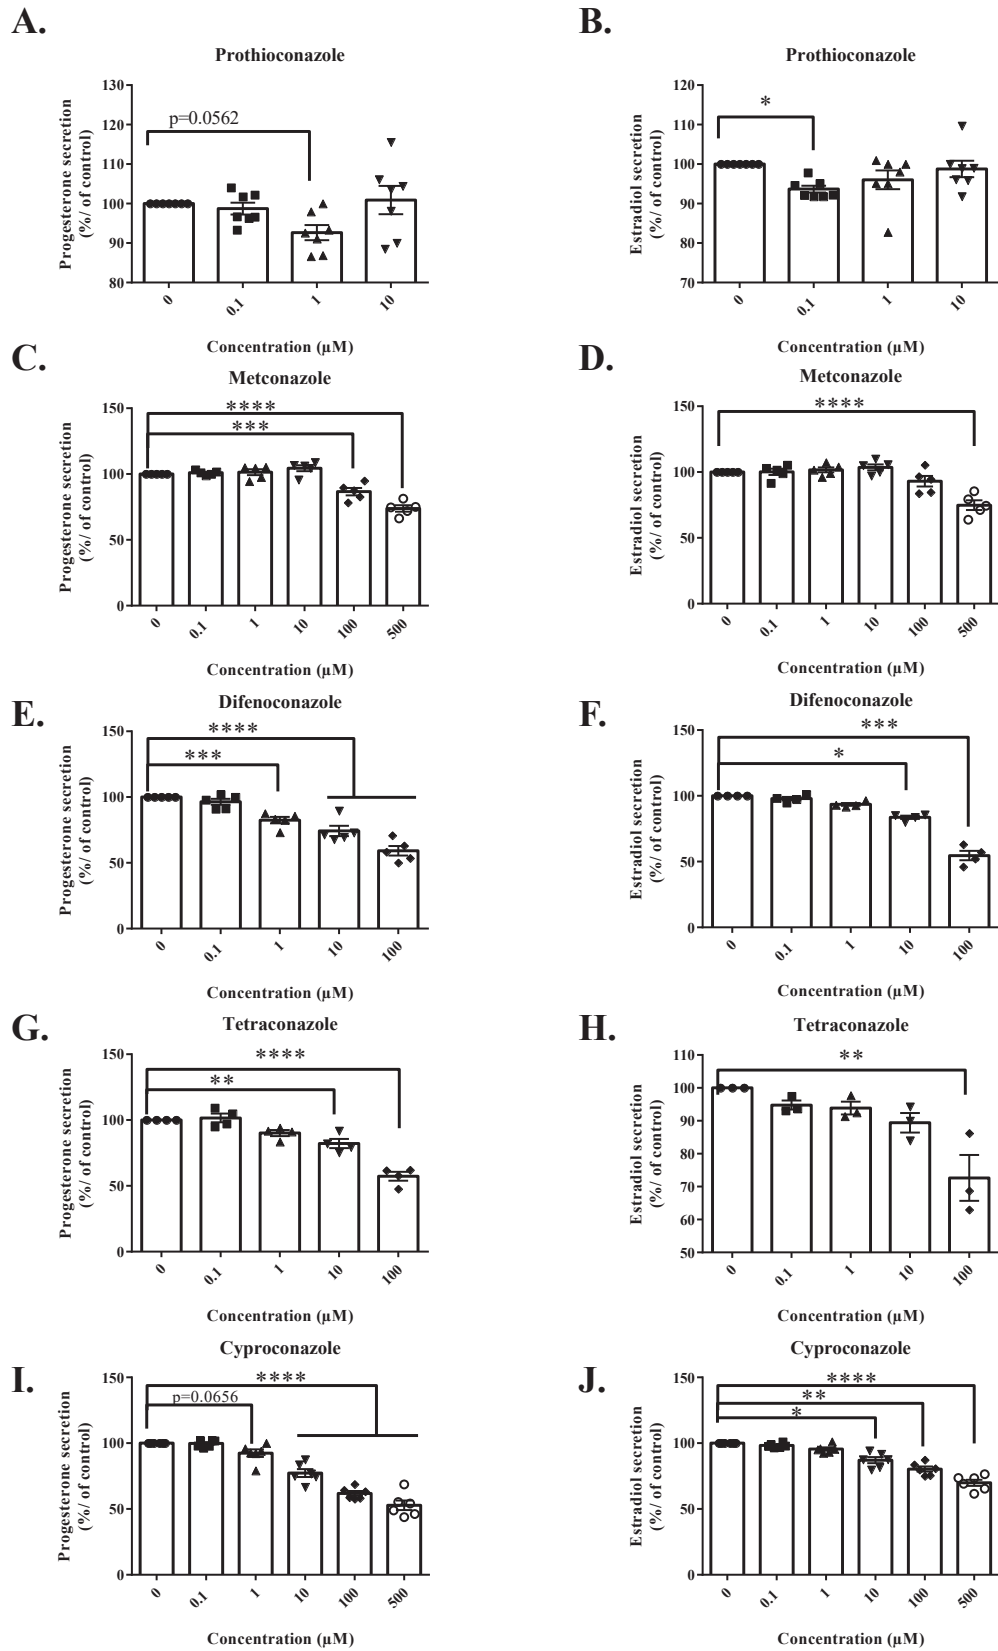 A.
Prothioconazole
Progesterone secretion
(%/ of control)
130
120
110
100
90
80
p=0.0562
0
0.1
1
10
Concentration (µM)
B.
Prothioconazole
Estradiol secretion
(%/ of control)
120
110
100
90
80
70
*
0
0.1
1
10
Concentration (µM)
C.
Metconazole
Progesterone secretion
(%/ of control)
150
100
50
0
****
***
0
0.1
1
10
100
500
Concentration (µM)
D.
Metconazole
Estradiol secretion
(%/ of control)
150
100
50
0
****
0
0.1
1
10
100
500
Concentration (µM)
E.
Difenoconazole
Progesterone secretion
(%/ of control)
150
100
50
0
****
***
0
0.1
1
10
100
Concentration (µM)
F.
Difenoconazole
Estradiol secretion
(%/ of control)
150
100
50
0
***
*
0
0.1
1
10
100
Concentration (µM)
G.
Tetraconazole
Progesterone secretion
(%/ of control)
150
100
50
0
****
**
0
0.1
1
10
100
Concentration (µM)
H.
Tetraconazole
Estradiol secretion
(%/ of control)
110
100
90
80
70
60
50
**
0
0.1
1
10
100
Concentration (µM)
I.
Cyproconazole
Progesterone secretion
(%/ of control)
150
100
50
0
****
p=0.0656
0
0.1
1
10
100
500
Concentration (µM)
J.
Cyproconazole
Estradiol secretion
(%/ of control)
150
100
50
0
****
**
*
0
0.1
1
10
100
500
Concentration (µM)